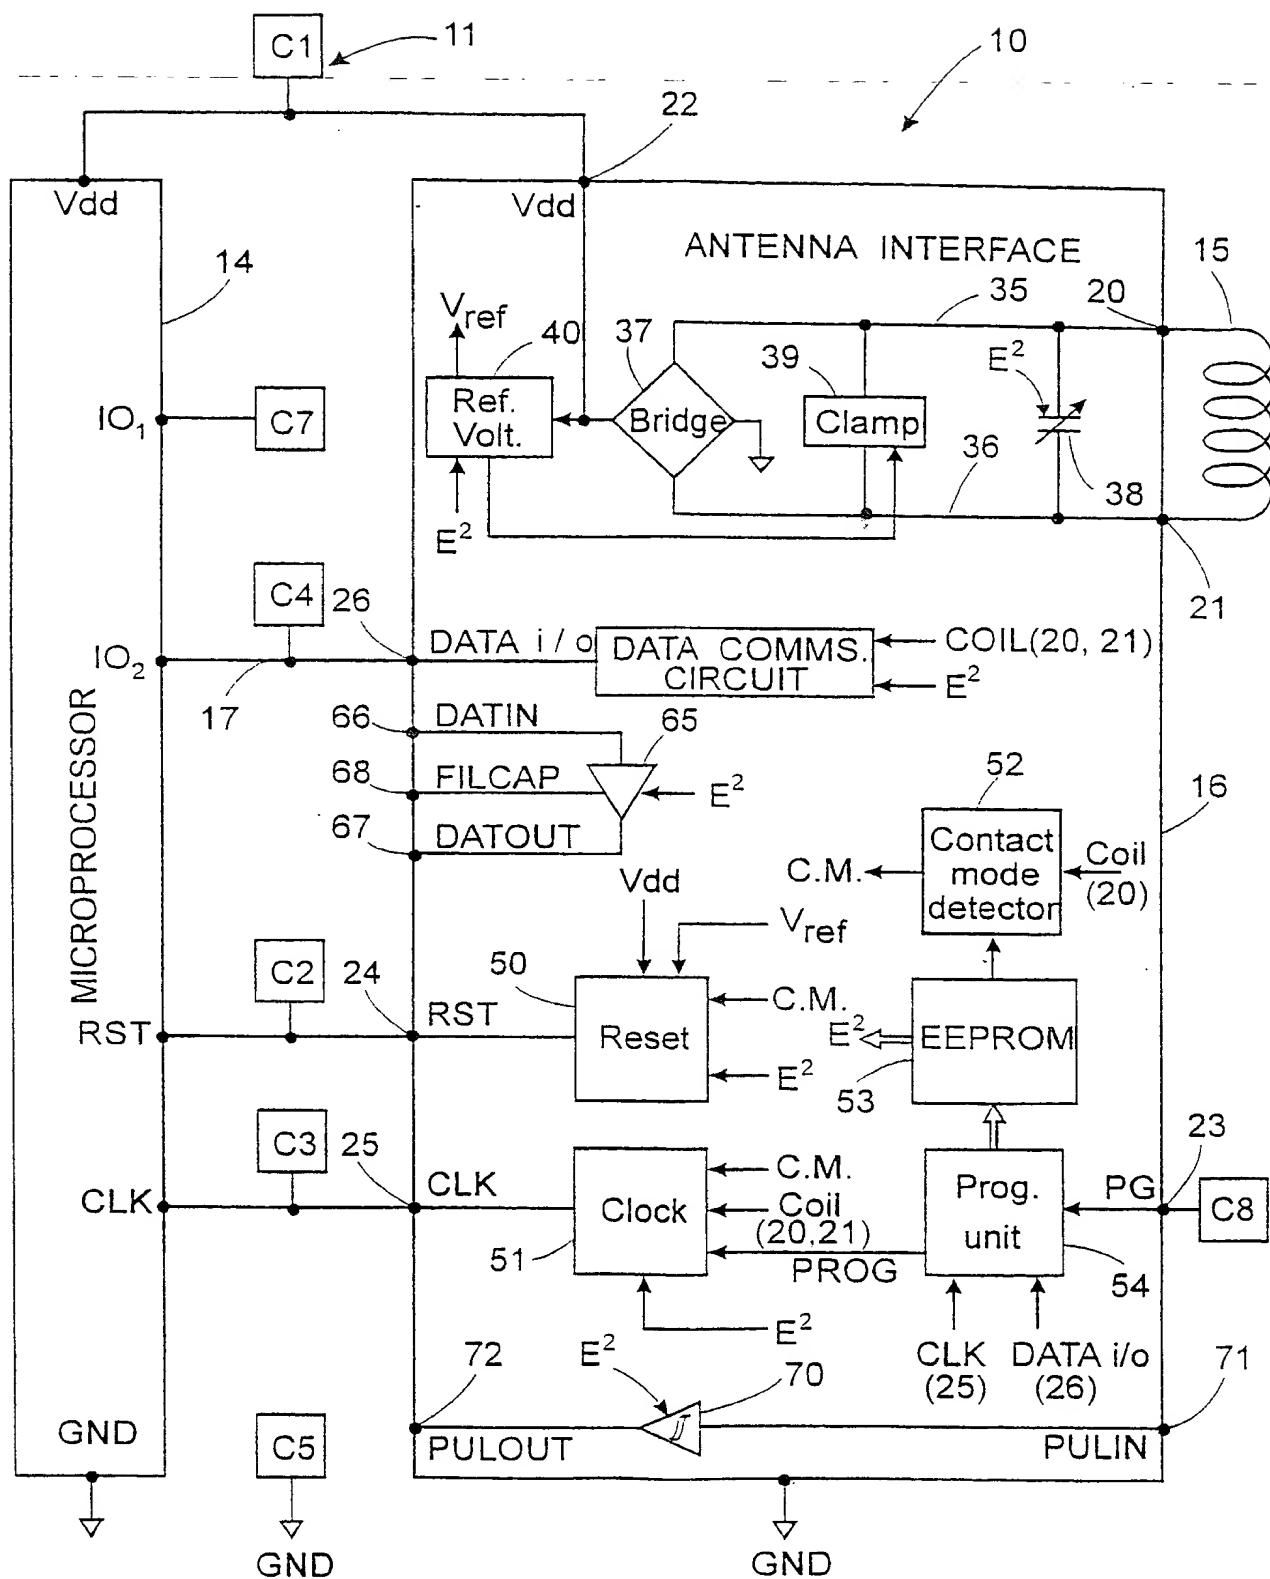 C1
11
10
22
Vdd
Vdd
ANTENNA INTERFACE
14
15
35
20
V_ref
40
37
39
E²
Ref. Volt.
Bridge
Clamp
IO₁
C7
36
38
E²
21
C4
26
DATA i / o
DATA COMMS. CIRCUIT
COIL(20, 21)
E²
IO₂
17
66
DATIN
65
68
FILCAP
E²
52
16
67
DATOUT
Contact mode detector
Coil (20)
C.M.
Vdd
V_ref
MICROPROCESSOR
C2
24
50
RST
RST
Reset
C.M.
E²
E²
EEPROM
53
C3
25
23
CLK
CLK
Clock
C.M.
Coil (20,21)
PROG
Prog. unit
PG
C8
51
54
E²
E²
CLK (25)
DATA i/o (26)
72
70
71
GND
C5
PULOUT
PULIN
GND
GND